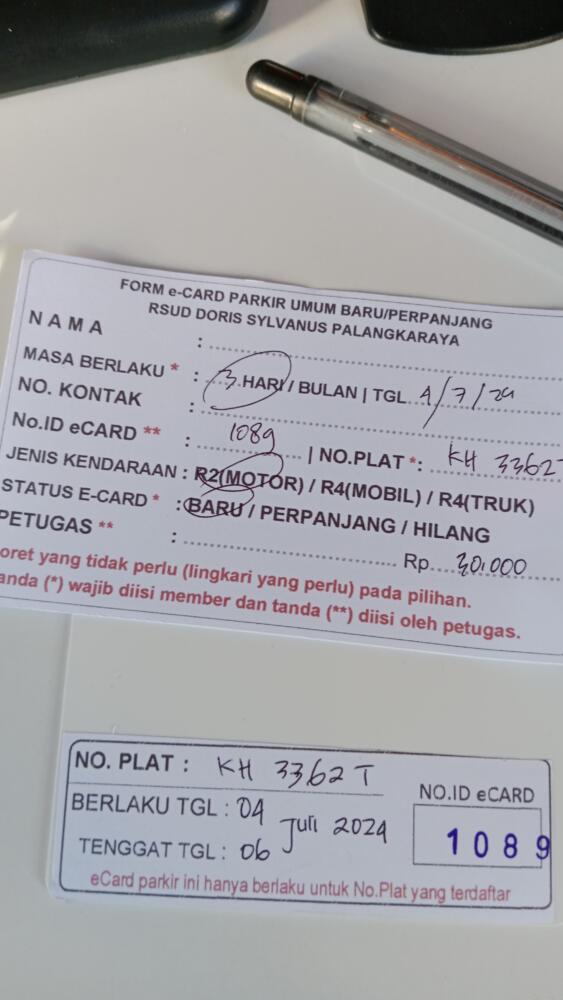 FORM e-CARD PARKIR UMUM BARU/PERPANJANG
RSUD DORIS SYLVANUS PALANGKARAYA
NAMA :
MASA BERLAKU * : 3 HARI / BULAN | TGL 4/7/24
NO. KONTAK :
No.ID eCARD ** : 1089 | NO.PLAT *: KH 3362T
JENIS KENDARAAN : R2(MOTOR) / R4(MOBIL) / R4(TRUK)
STATUS E-CARD * : BARU / PERPANJANG / HILANG
PETUGAS ** : Rp 30.000
oret yang tidak perlu (lingkari yang perlu) pada pilihan.
anda (*) wajib diisi member dan tanda (**) diisi oleh petugas.
NO. PLAT : KH 3362 T
NO.ID eCARD
BERLAKU TGL : 04 Juli 2024
1089
TENGGAT TGL : 06
eCard parkir ini hanya berlaku untuk No.Plat yang terdaftar